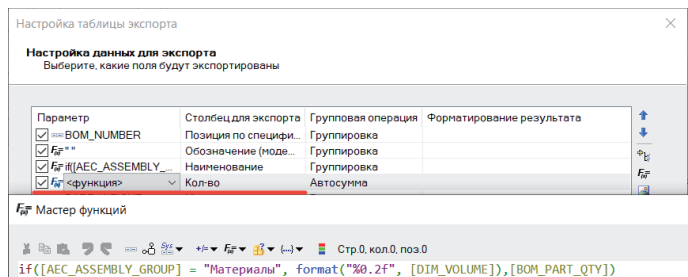 Настройка таблицы экспорта
Настройка данных для экспорта
Выберите, какие поля будут экспортированы
Параметр Столбец для экспорта Групповая операция Форматирование результата
BOM_NUMBER Позиция по специфи... Группировка
" " Обозначение (моде... Группировка
if([AEC_ASSEMBLY_... Наименование Группировка
<функция> Кол-во Автосумма
Мастер функций
Стр.0, кол.0, поз.0
if([AEC_ASSEMBLY_GROUP] = "Материалы", format("%0.2f", [DIM_VOLUME]),[BOM_PART_QTY])